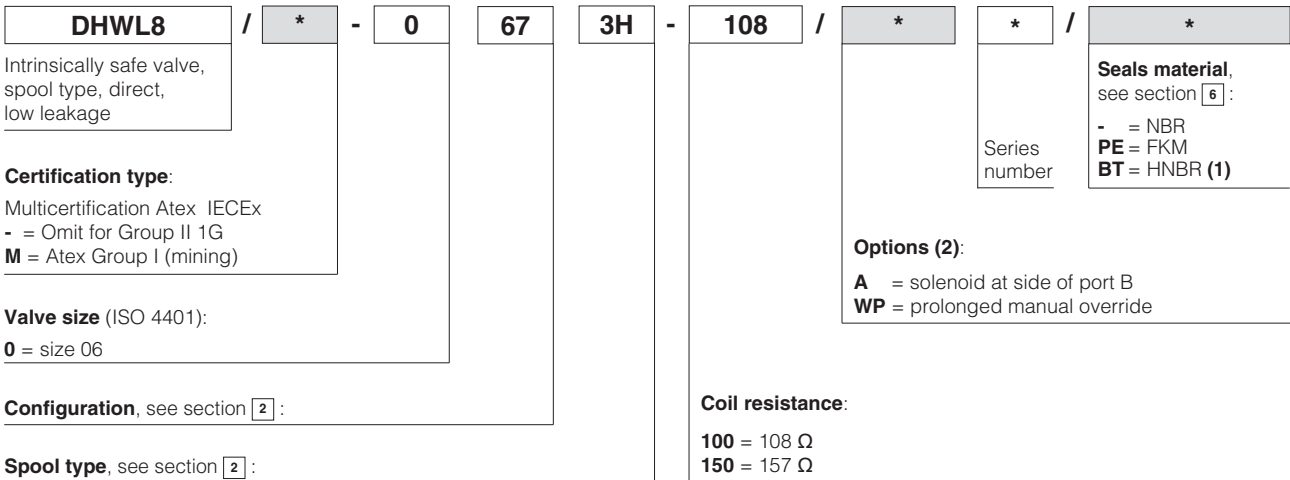 DHWL8 / * - 0 67 3H - 108 / * * / *
Intrinsically safe valve,
spool type, direct,
low leakage
Certification type:
Multicertification Atex IECEx
- = Omit for Group II 1G
M = Atex Group I (mining)
Valve size (ISO 4401):
0 = size 06
Configuration, see section 2 :
Spool type, see section 2 :
Seals material,
see section 6 :
- = NBR
PE = FKM
BT = HNBR (1)
Series
number
Options (2):
A = solenoid at side of port B
WP = prolonged manual override
Coil resistance:
100 = 108 Ω
150 = 157 Ω